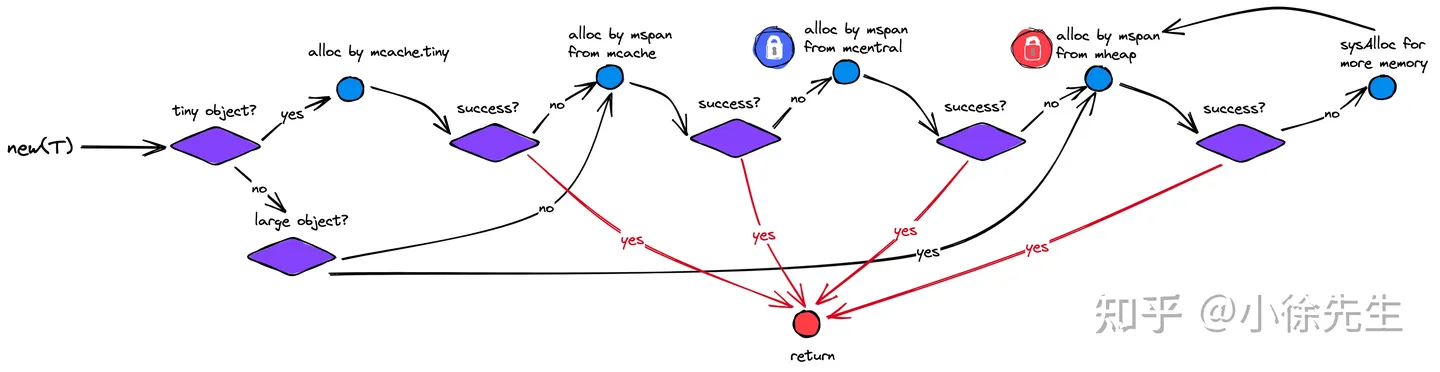 new(T)
tiny object?
yes
no
large object?
alloc by mcache.tiny
success?
no
yes
alloc by mspan
from mcache
no
yes
success?
no
yes
alloc by mspan
from mcentral
success?
no
yes
alloc by mspan
from mheap
success?
no
yes
sysAlloc for
more memory
return
知乎 @小徐先生